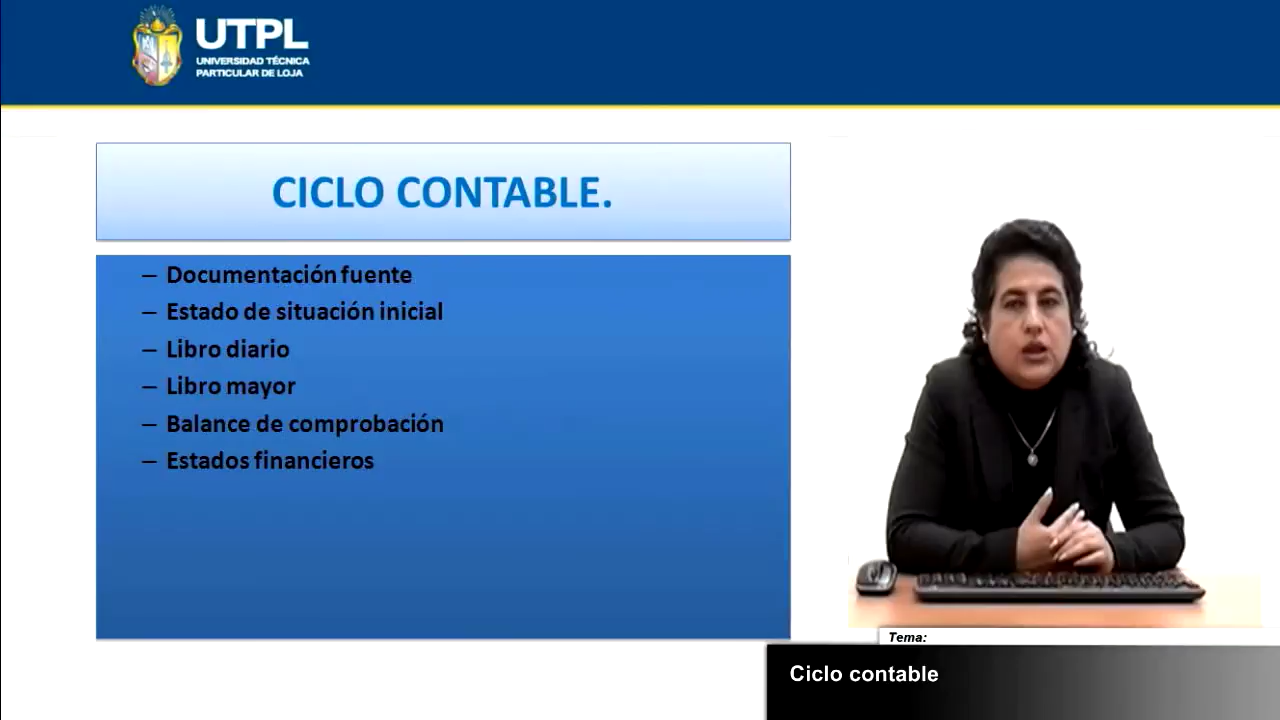 UTPL
UNIVERSIDAD TÉCNICA
PARTICULAR DE LOJA
CICLO CONTABLE.
– Documentación fuente
– Estado de situación inicial
– Libro diario
– Libro mayor
– Balance de comprobación
– Estados financieros
Tema:
Ciclo contable